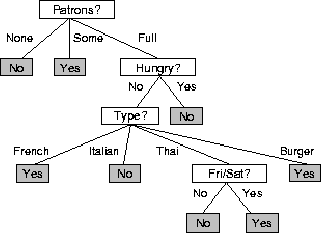 Patrons?
None Some Full
No Yes Hungry?
No Yes
Type? No
French Italian Thai Burger
Yes No Fri/Sat? Yes
No Yes
No Yes